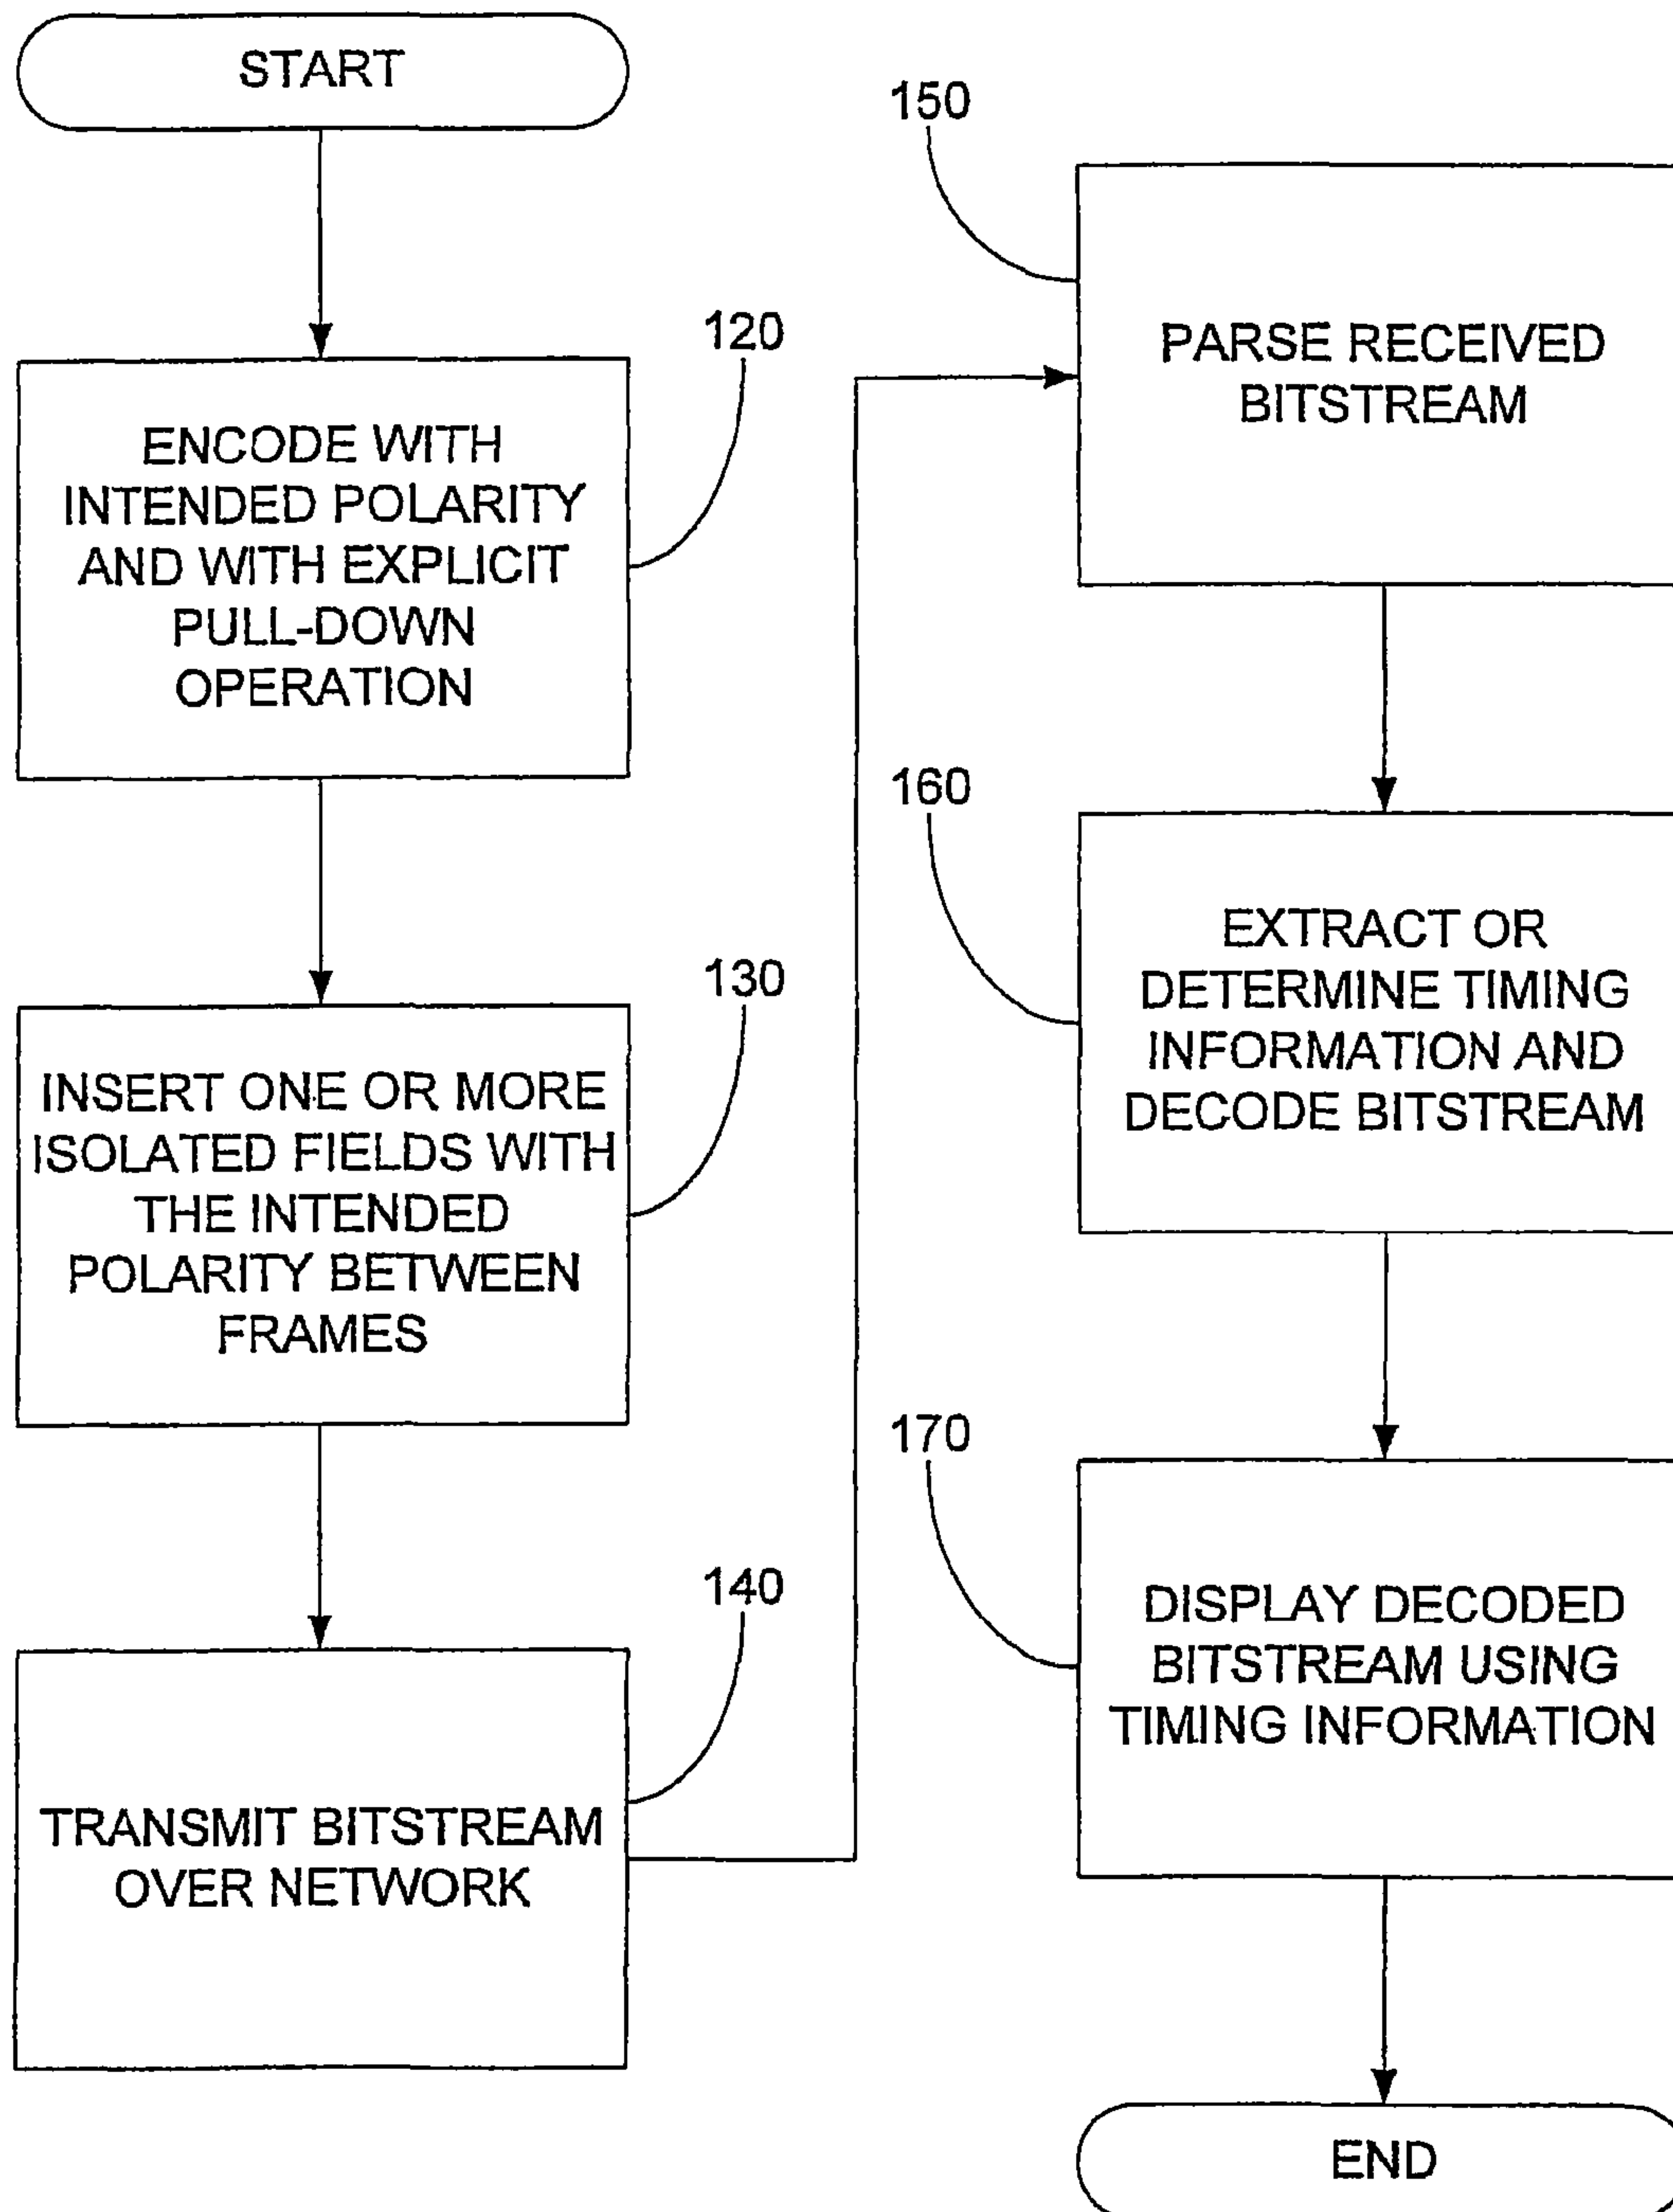 START
120
ENCODE WITH
INTENDED POLARITY
AND WITH EXPLICIT
PULL-DOWN
OPERATION
130
INSERT ONE OR MORE
ISOLATED FIELDS WITH
THE INTENDED
POLARITY BETWEEN
FRAMES
140
TRANSMIT BITSTREAM
OVER NETWORK
150
PARSE RECEIVED
BITSTREAM
160
EXTRACT OR
DETERMINE TIMING
INFORMATION AND
DECODE BITSTREAM
170
DISPLAY DECODED
BITSTREAM USING
TIMING INFORMATION
END